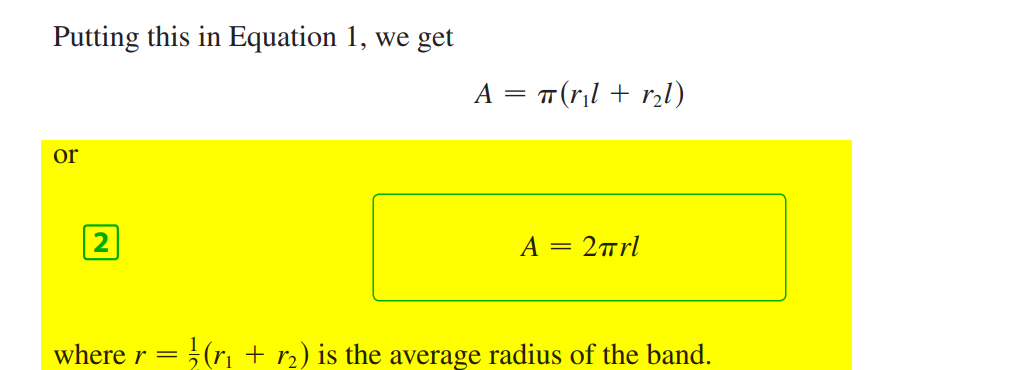 Putting this in Equation 1, we get
A = π(r₁l + r₂l)
or
2 A = 2πrl
where r = ½(r₁ + r₂) is the average radius of the band.